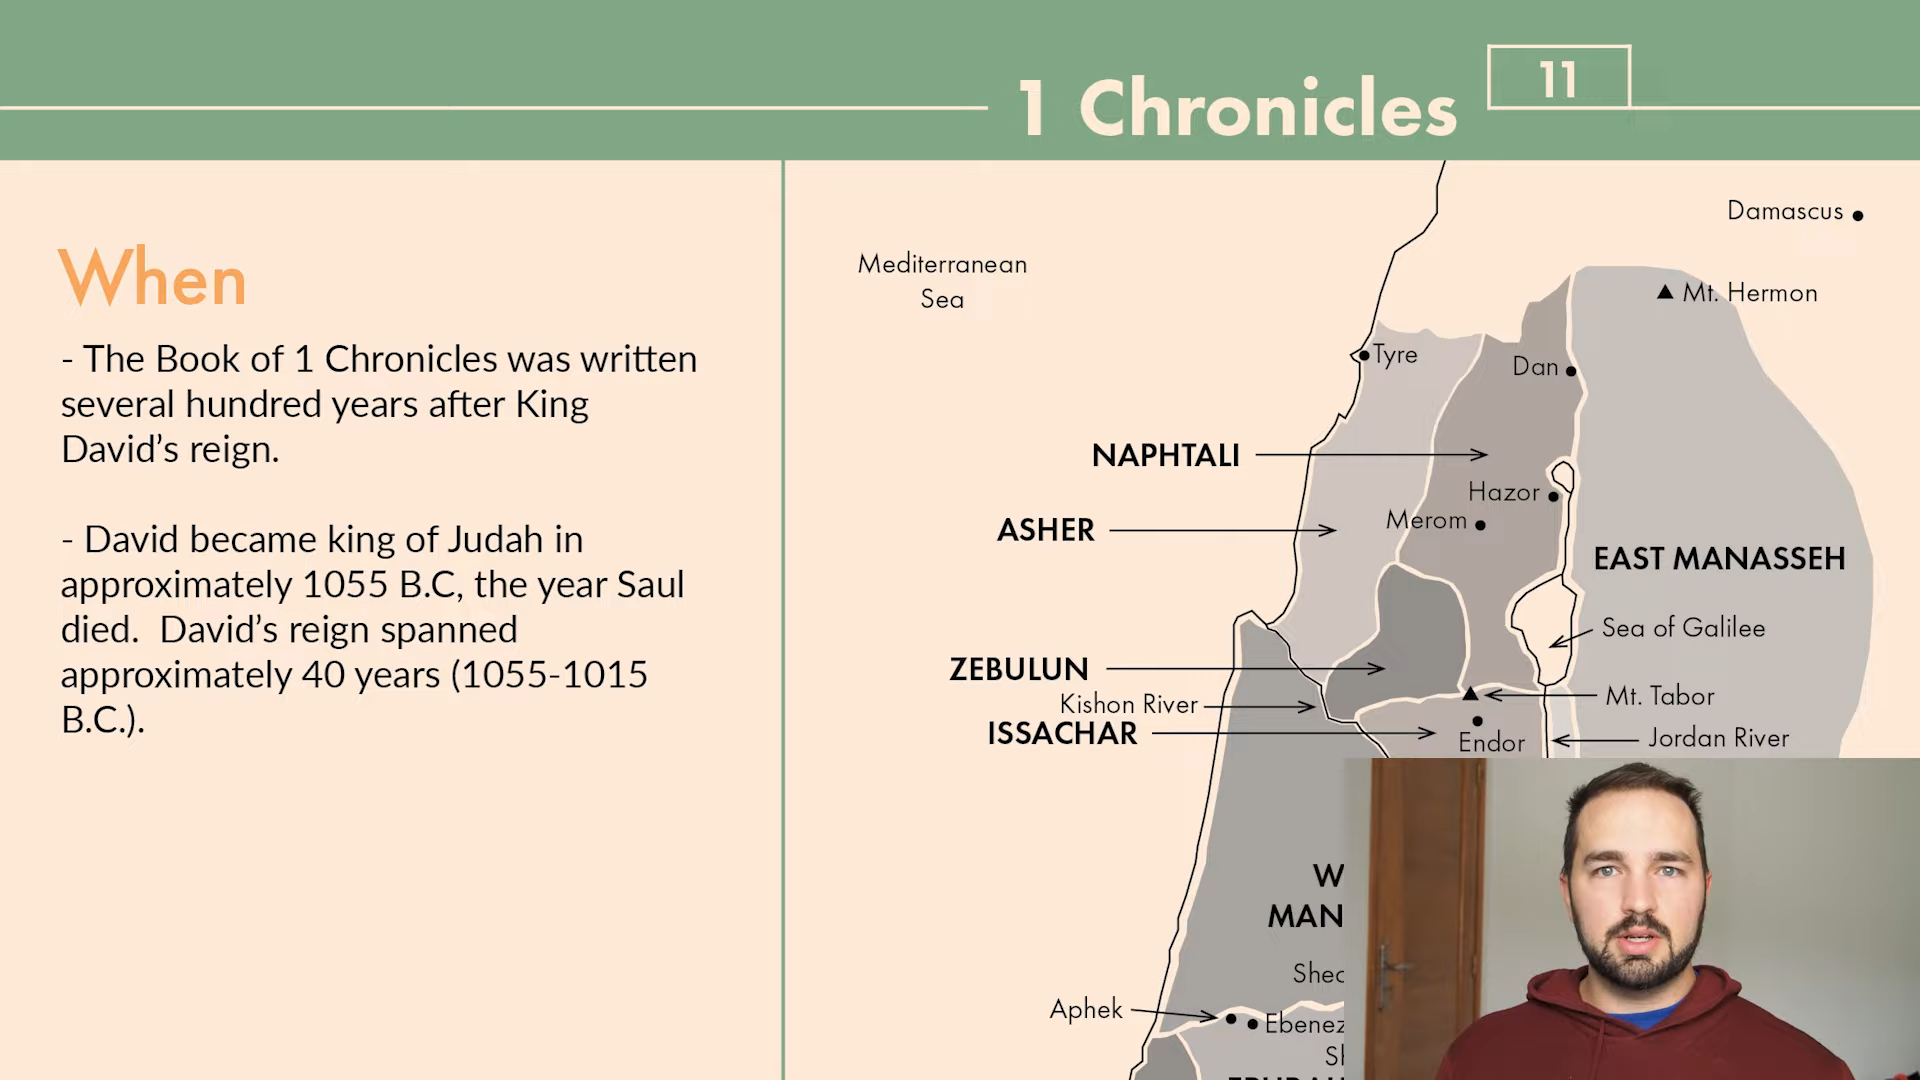 1 Chronicles
11
When
- The Book of 1 Chronicles was written
several hundred years after King
David's reign.
- David became king of Judah in
approximately 1055 B.C, the year Saul
died.  David's reign spanned
approximately 40 years (1055-1015
B.C.).
Damascus
Mediterranean
Sea
Mt. Hermon
Tyre
Dan
NAPHTALI
Hazor
Merom
ASHER
EAST MANASSEH
Sea of Galilee
ZEBULUN
Mt. Tabor
Kishon River
ISSACHAR
Endor
Jordan River
W
MAN
Shec
Aphek
Ebenez